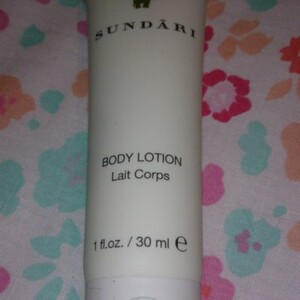 SUNDÃRI
BODY LOTION
Lait Corps
1 fl.oz. / 30 ml ℮